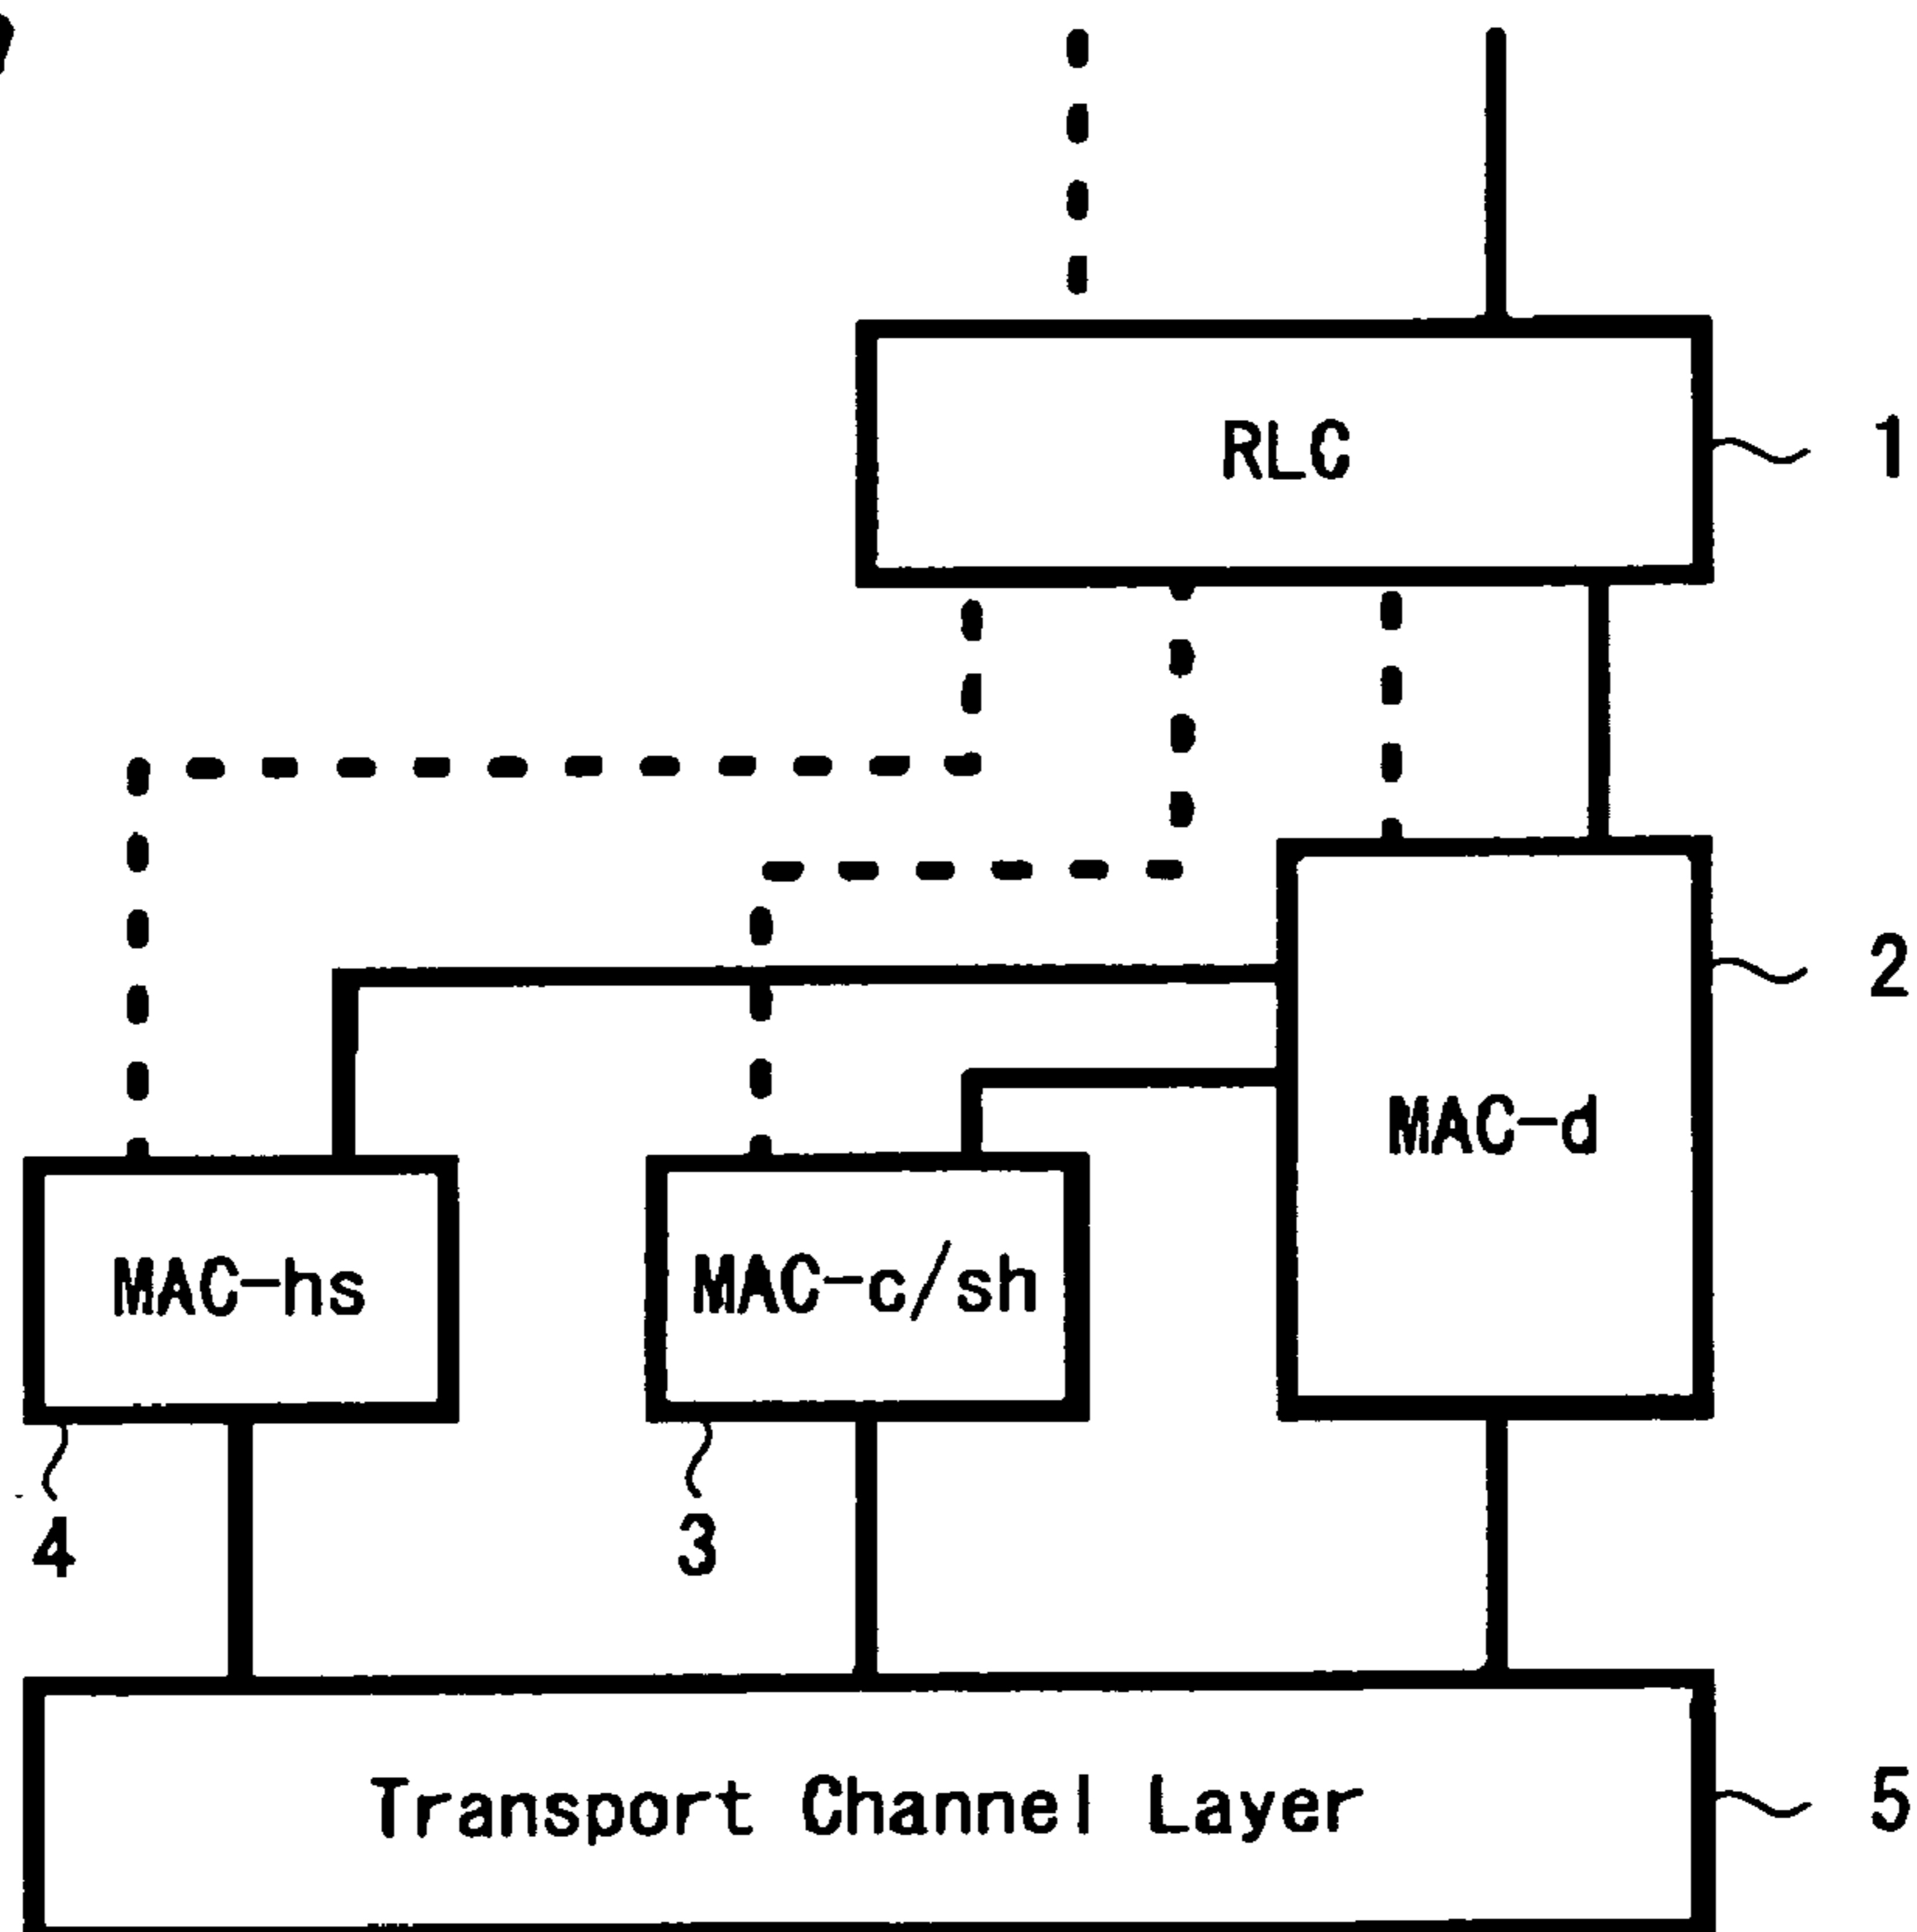 RLC
1
2
MAC-d
MAC-hs
MAC-c/sh
4
3
Transport Channel Layer
5